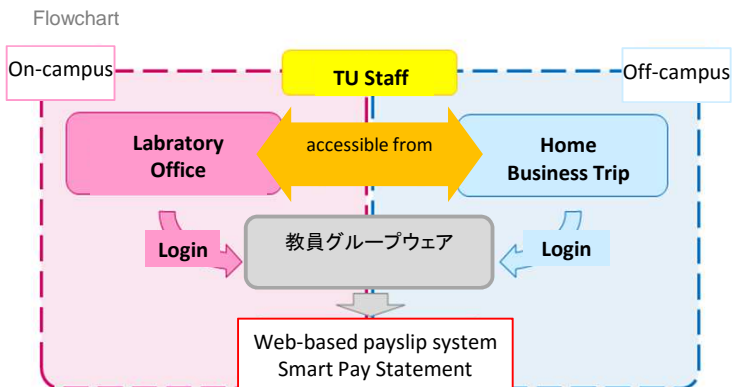 Flowchart
On-campus
TU Staff
Off-campus
Labratory
Office
accessible from
Home
Business Trip
Login
教員グループウェア
Login
Web-based payslip system
Smart Pay Statement